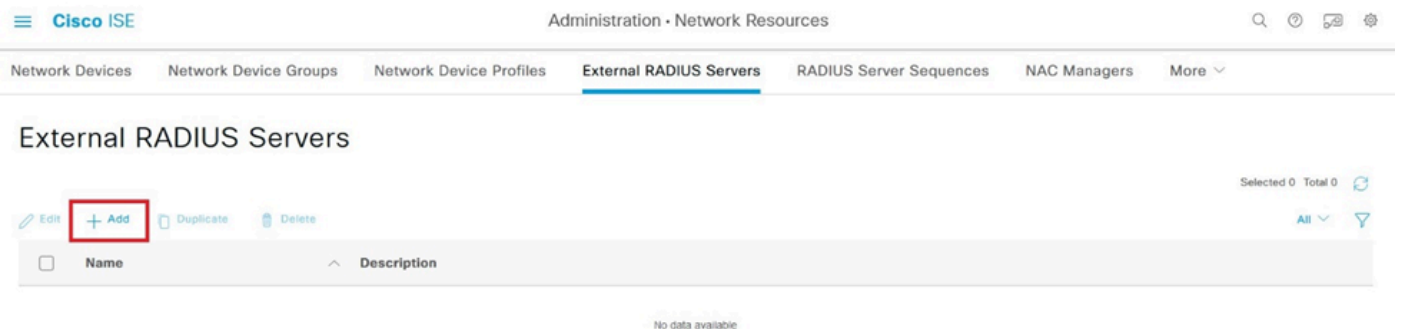 Cisco ISE Administration · Network Resources
Network Devices Network Device Groups Network Device Profiles External RADIUS Servers RADIUS Server Sequences NAC Managers More
External RADIUS Servers
Selected 0 Total 0
Edit + Add Duplicate Delete All
Name Description
No data available